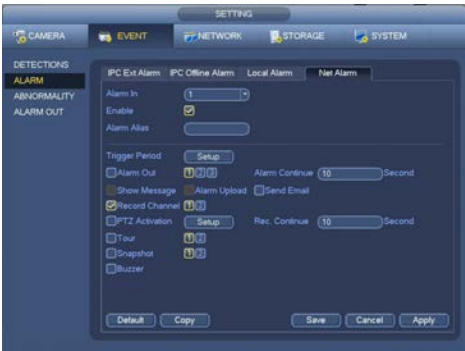 SETTING
CAMERA EVENT NETWORK STORAGE SYSTEM
DETECTIONS
ALARM
ABNORMALITY
ALARM OUT
IPC Ext Alarm IPC Offline Alarm Local Alarm Net Alarm
Alarm In 1
Enable
Alarm Alias
Trigger Period Setup
Alarm Out 1 2 3 Alarm Continue 10 Second
Show Message Alarm Upload Send Email
Record Channel 1 2
PTZ Activation Setup Rec. Continue 10 Second
Tour 1 2
Snapshot 1 2
Buzzer
Default Copy Save Cancel Apply